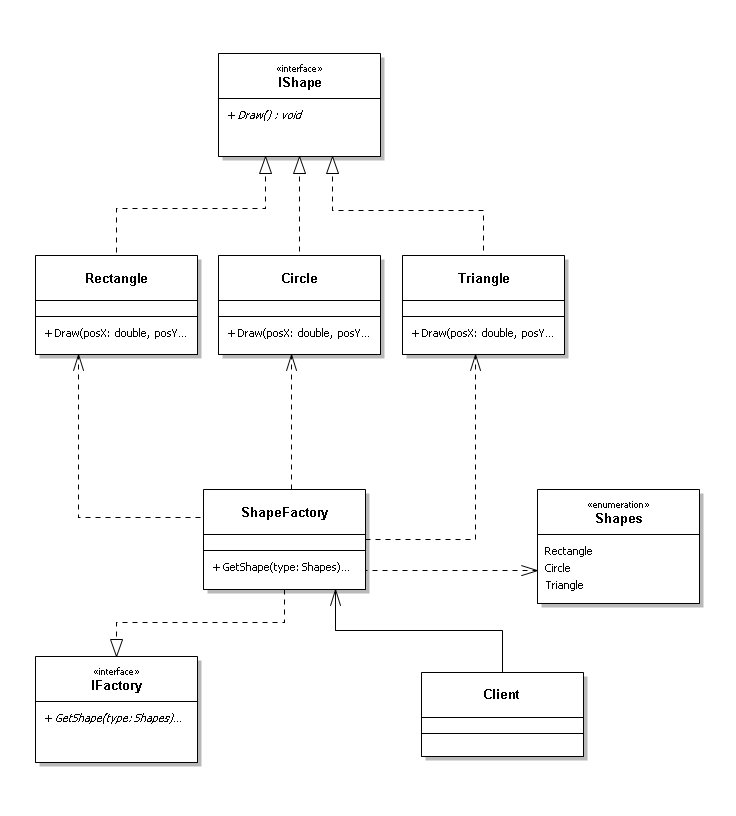 «interface»
IShape
+ Draw() : void
Rectangle
+ Draw(posX: double, posY...
Circle
+ Draw(posX: double, posY...
Triangle
+ Draw(posX: double, posY...
ShapeFactory
+ GetShape(type: Shapes)...
«enumeration»
Shapes
Rectangle
Circle
Triangle
«interface»
IFactory
+ GetShape(type: Shapes)...
Client